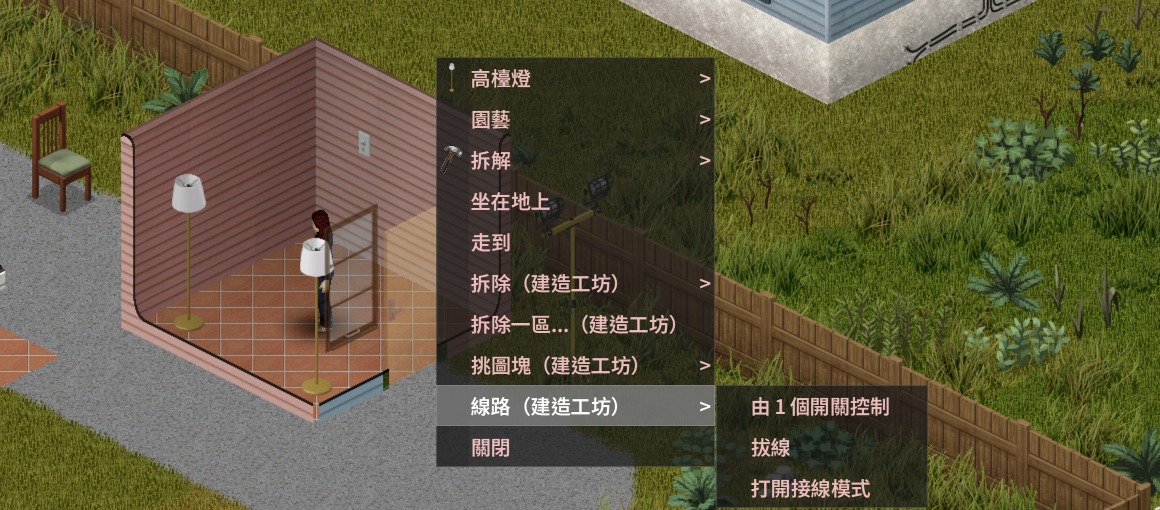 高檯燈 >
園藝 >
拆解 >
坐在地上
走到
拆除（建造工坊） >
拆除一區...（建造工坊）
挑圖塊（建造工坊） >
線路（建造工坊） >
關閉
由 1 個開關控制
拔線
打開接線模式